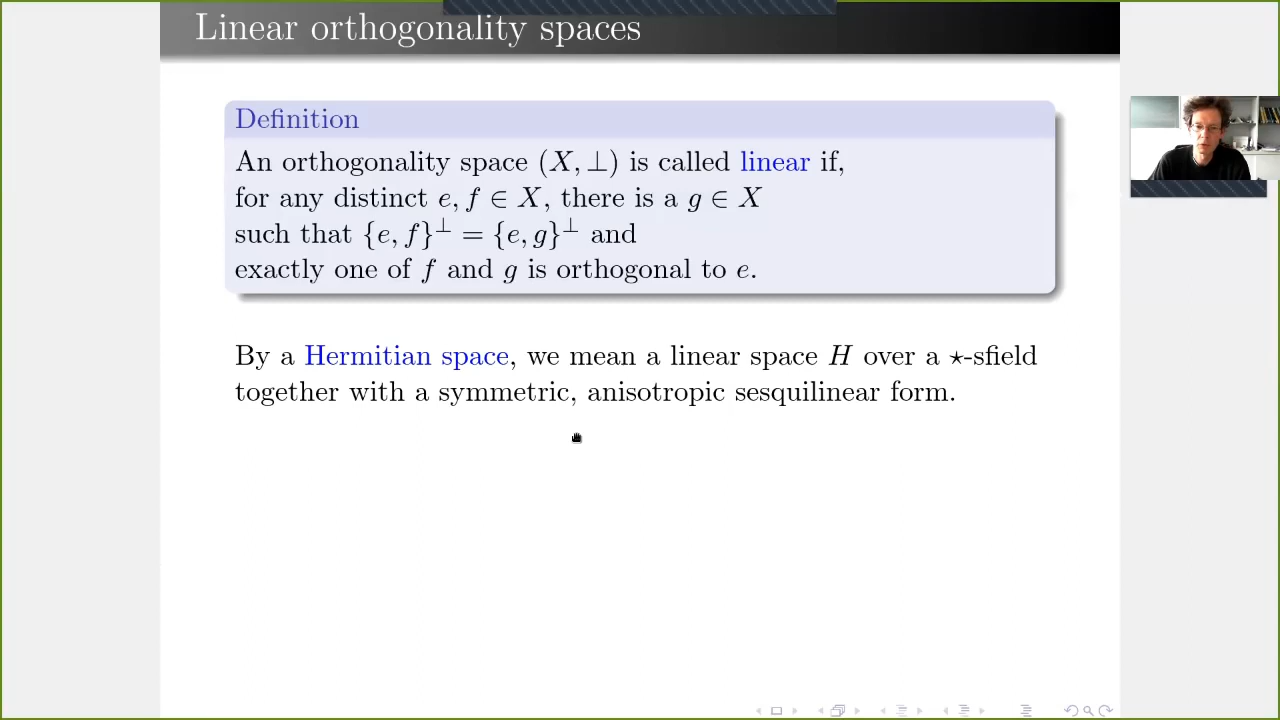 Linear orthogonality spaces
Definition
An orthogonality space (X, ⊥) is called linear if,
for any distinct e, f ∈ X, there is a g ∈ X
such that {e, f}⊥ = {e, g}⊥ and
exactly one of f and g is orthogonal to e.
By a Hermitian space, we mean a linear space H over a ⋆-sfield
together with a symmetric, anisotropic sesquilinear form.